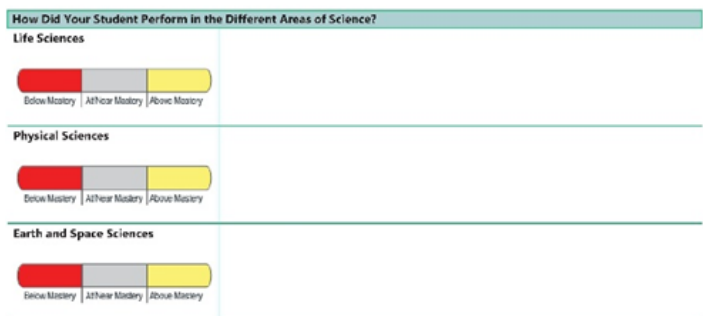 How Did Your Student Perform in the Different Areas of Science?
Life Sciences
Below Mastery At/Near Mastery Above Mastery
Physical Sciences
Below Mastery At/Near Mastery Above Mastery
Earth and Space Sciences
Below Mastery At/Near Mastery Above Mastery